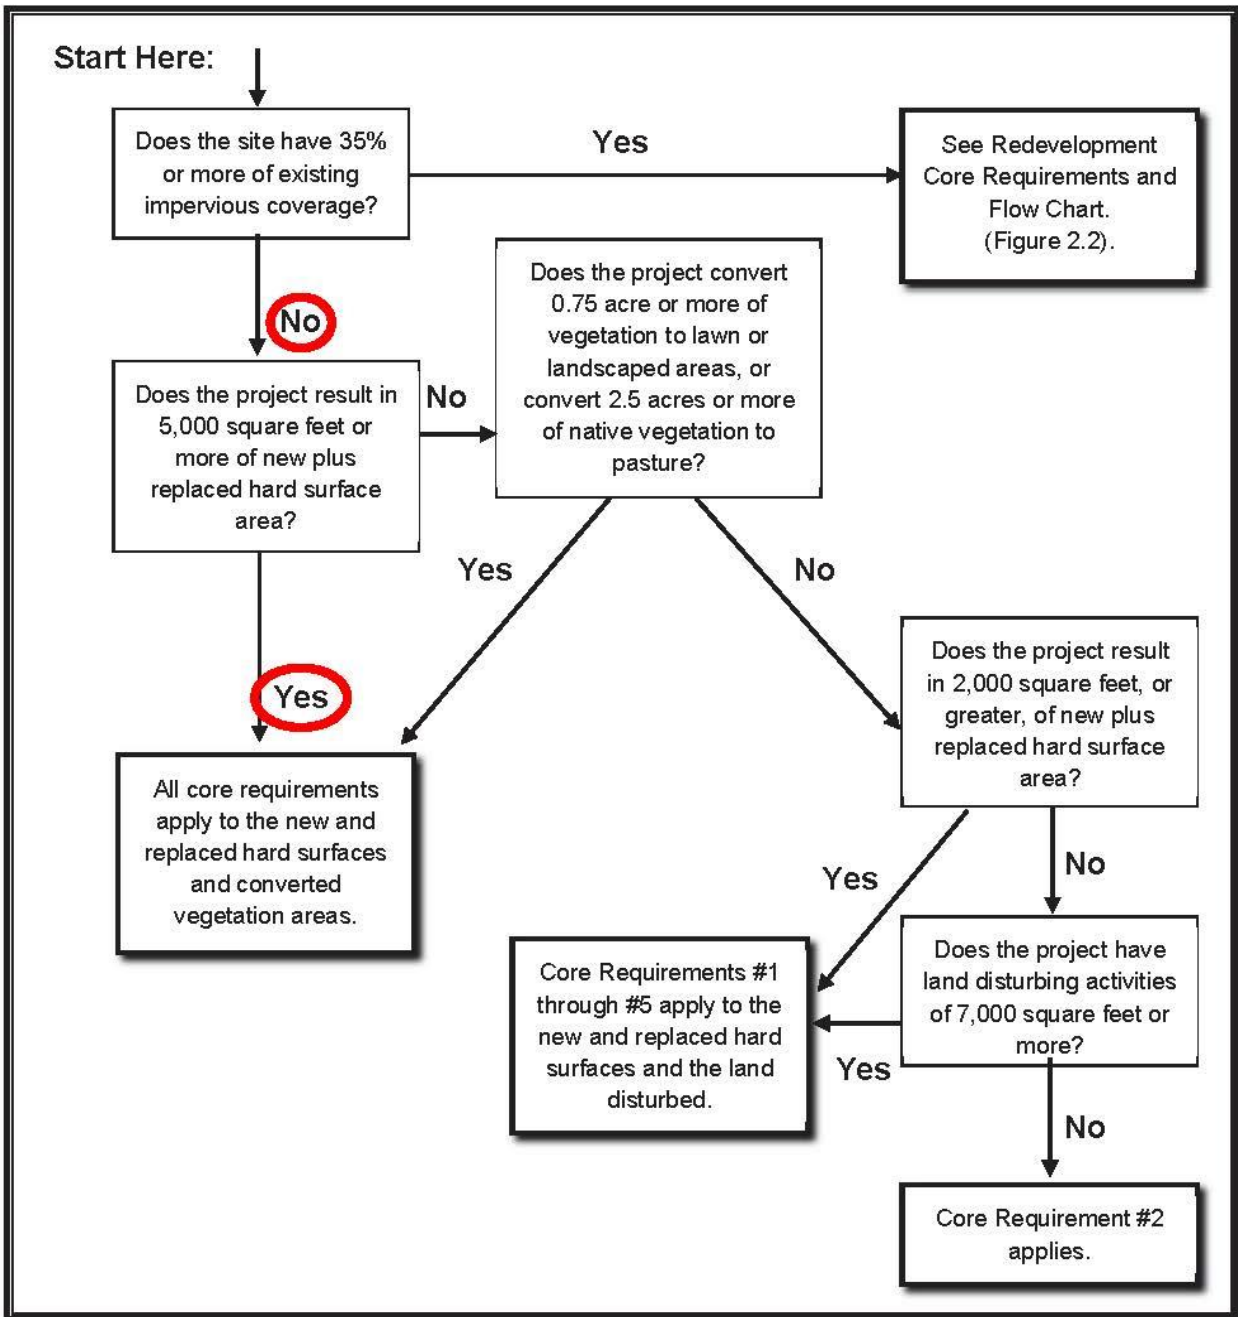 Start Here:
Does the site have 35%
or more of existing
impervious coverage?
Yes
See Redevelopment
Core Requirements and
Flow Chart.
(Figure 2.2).
No
Does the project convert
0.75 acre or more of
vegetation to lawn or
landscaped areas, or
convert 2.5 acres or more
of native vegetation to
pasture?
Does the project result in
5,000 square feet or
more of new plus
replaced hard surface
area?
No
Yes
No
Yes
Does the project result
in 2,000 square feet, or
greater, of new plus
replaced hard surface
area?
All core requirements
apply to the new and
replaced hard surfaces
and converted
vegetation areas.
Yes
No
Core Requirements #1
through #5 apply to the
new and replaced hard
surfaces and the land
disturbed.
Does the project have
land disturbing activities
of 7,000 square feet or
more?
Yes
No
Core Requirement #2
applies.